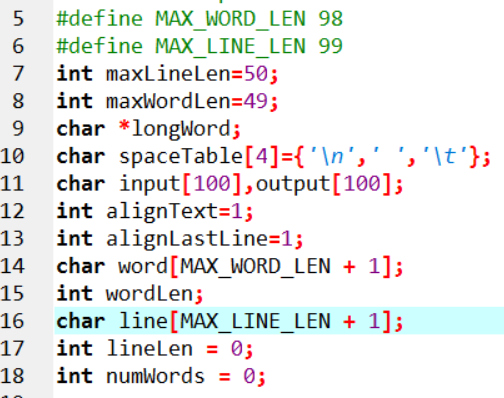 5 #define MAX_WORD_LEN 98
6 #define MAX_LINE_LEN 99
7 int maxLineLen=50;
8 int maxWordLen=49;
9 char *longWord;
10 char spaceTable[4]={'\n',' ','\t'};
11 char input[100],output[100];
12 int alignText=1;
13 int alignLastLine=1;
14 char word[MAX_WORD_LEN + 1];
15 int wordLen;
16 char line[MAX_LINE_LEN + 1];
17 int lineLen = 0;
18 int numWords = 0;